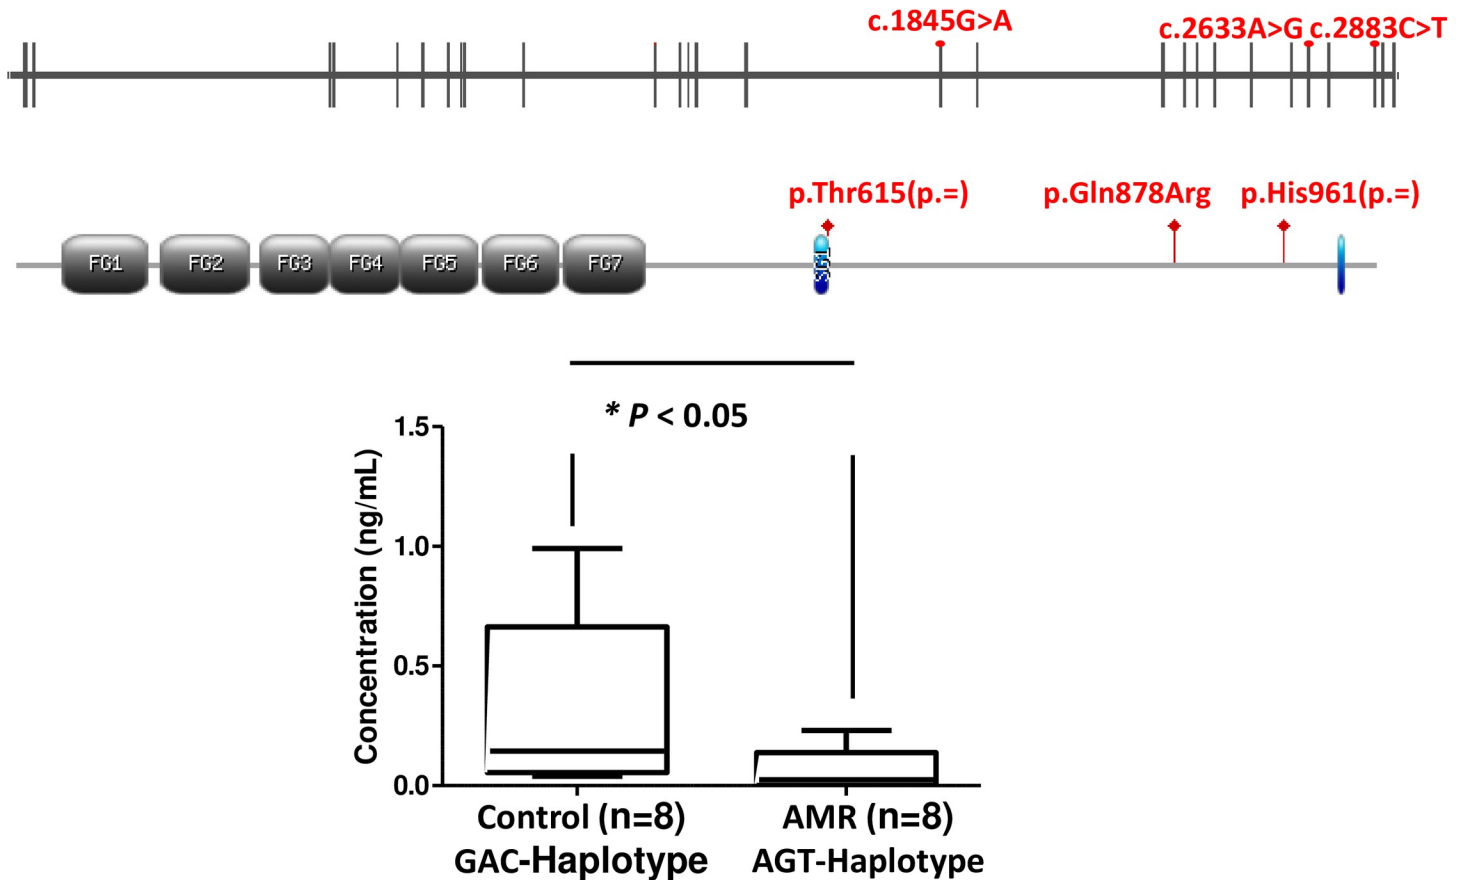 c.1845G>A
c.2633A>G c.2883C>T
p.Thr615(p.=) p.Gln878Arg p.His961(p.=)
FG1 FG2 FG3 FG4 FG5 FG6 FG7
* P < 0.05
Concentration (ng/mL)
1.5
1.0
0.5
0.0
Control (n=8) AMR (n=8)
GAC-Haplotype AGT-Haplotype